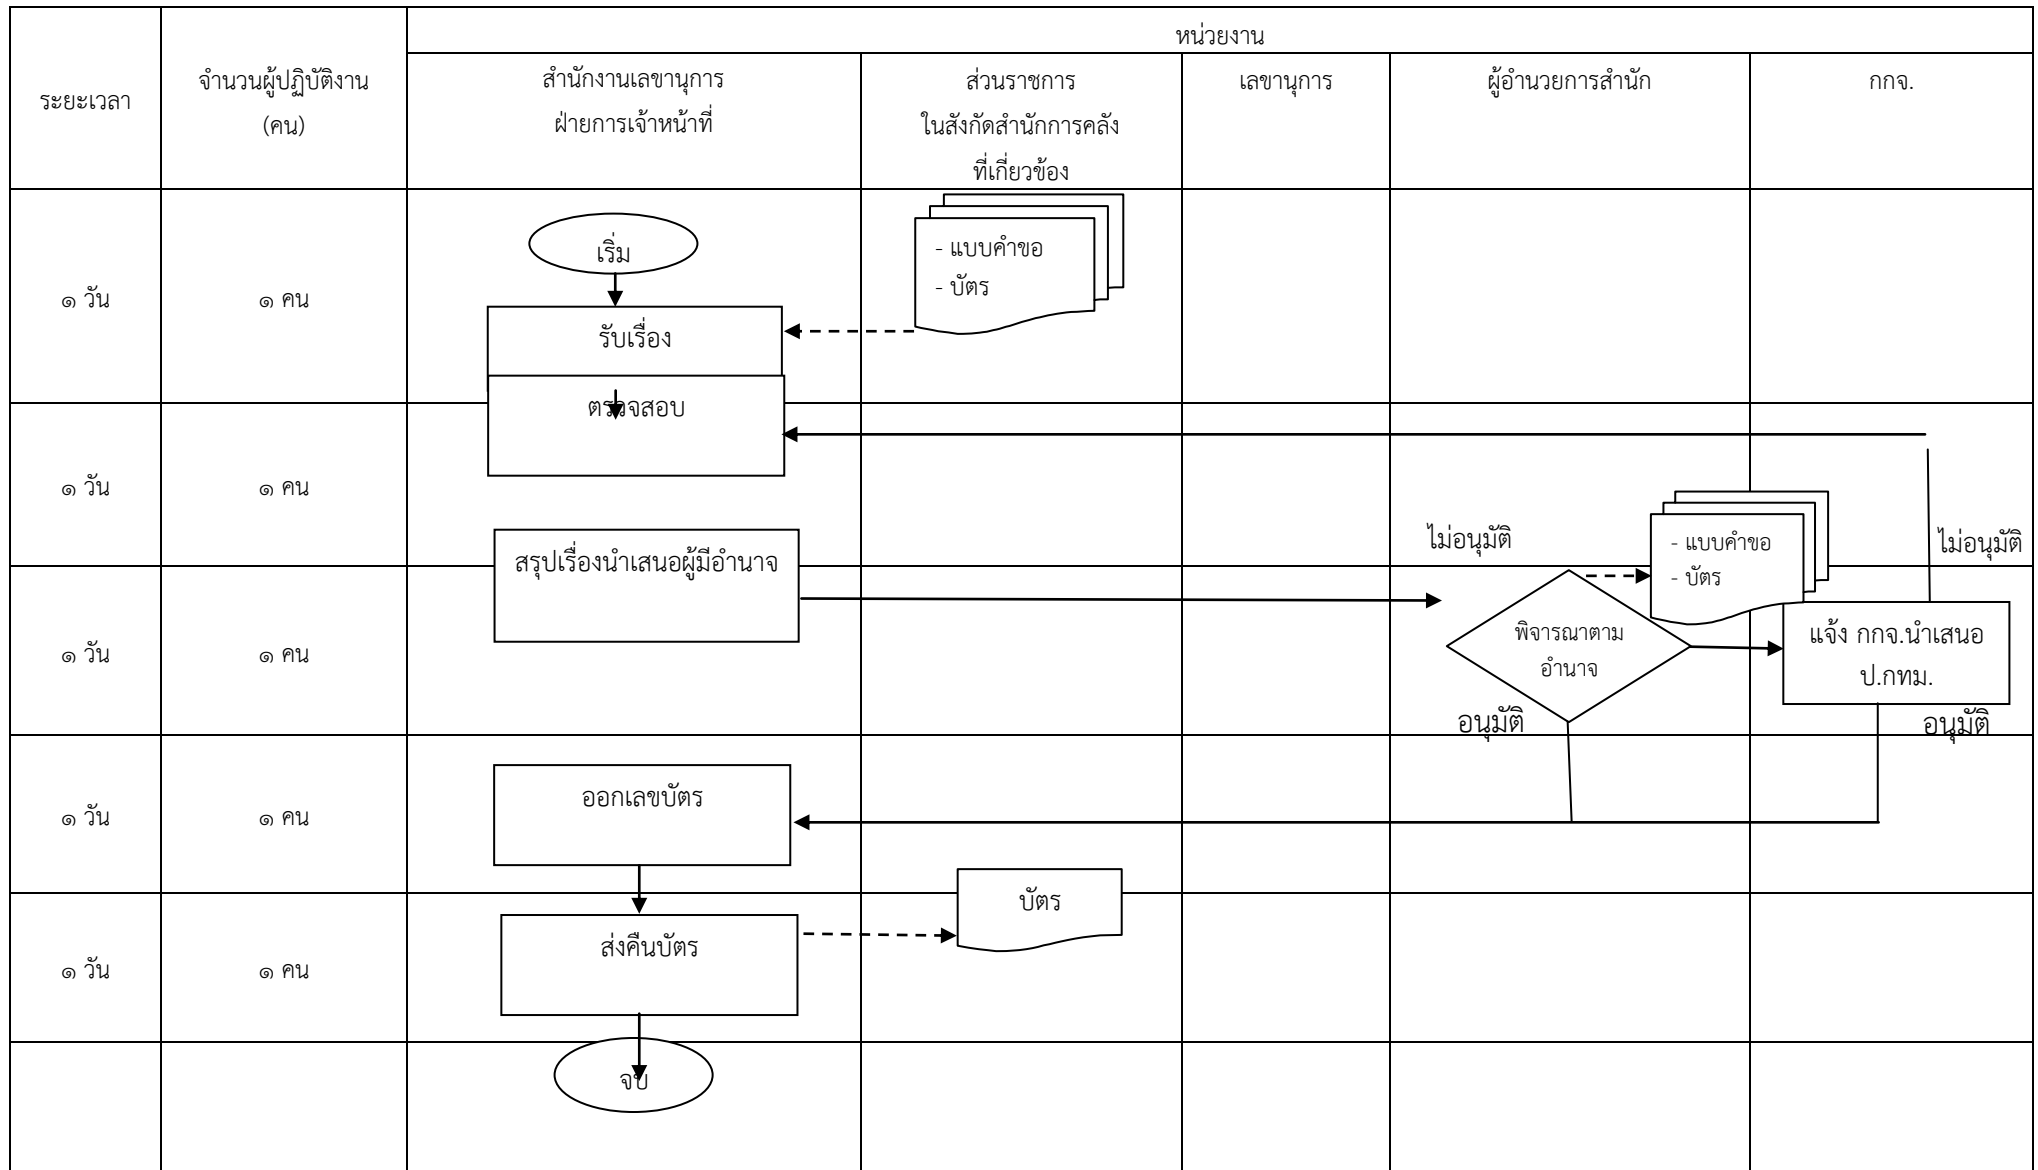 หน่วยงาน
ระยะเวลา
จำนวนผู้ปฏิบัติงาน
(คน)
สำนักงานเลขานุการ
ฝ่ายการเจ้าหน้าที่
ส่วนราชการ
ในสังกัดสำนักการคลัง
ที่เกี่ยวข้อง
เลขานุการ
ผู้อำนวยการสำนัก
กกจ.
๑ วัน
๑ คน
เริ่ม
- แบบคำขอ
- บัตร
รับเรื่อง
ตรวจสอบ
๑ วัน
๑ คน
ไม่อนุมัติ
- แบบคำขอ
- บัตร
ไม่อนุมัติ
สรุปเรื่องนำเสนอผู้มีอำนาจ
๑ วัน
๑ คน
พิจารณาตาม
อำนาจ
แจ้ง กกจ.นำเสนอ
ป.กทม.
อนุมัติ
อนุมัติ
๑ วัน
๑ คน
ออกเลขบัตร
บัตร
๑ วัน
๑ คน
ส่งคืนบัตร
จบ